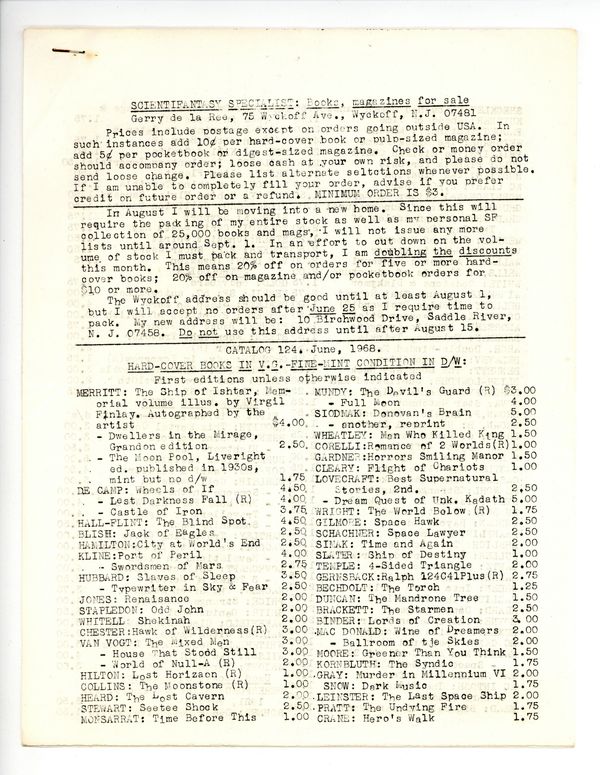 SCIENTIFANTASY SPECIALIST: Books, magazines for sale
Gerry de la Ree, 75 Wyckoff Ave., Wyckoff, N.J. 07481
Prices include postage except on orders going outside USA. In
such instances add 10¢ per hard-cover book or pulp-sized magazine;
add 5¢ per pocketbook or digest-sized magazine. Check or money order
should accompany order; loose cash at your own risk, and please do not
send loose change. Please list alternate seltctions whenever possible.
If I am unable to completely fill your order, advise if you prefer
credit on future order or a refund. MINIMUM ORDER IS $3.
In August I will be moving into a new home. Since this will
require the packing of my entire stock as well as my personal SF
collection of 25,000 books and mags, I will not issue any more
lists until around Sept. 1. In an effort to cut down on the vol-
ume of stock I must pack and transport, I am doubling the discounts
this month. This means 20% off on orders for five or more hard-
cover books; 20% off on magazine and/or pocketbook orders for
$10 or more.
The Wyckoff address should be good until at least August 1,
but I will accept no orders after June 25 as I require time to
pack. My new address will be: 10 Birchwood Drive, Saddle River,
N. J. 07458. Do not use this address until after August 15.
CATALOG 124. June, 1968.
HARD-COVER BOOKS IN V.G.-FINE-MINT CONDITION IN D/W:
First editions unless otherwise indicated
MERRITT: The Ship of Ishtar, Mem-
orial volume illus. by Virgil
Finlay. Autographed by the
artist $4.00
- Dwellers in the Mirage,
Grandon edition 2.50
- The Moon Pool, Liveright
ed. published in 1930s,
mint but no d/w 1.75
DE CAMP: Wheels of If 4.50
- Lest Darkness Fall (R) 4.00
- Castle of Iron 3.75
HALL-FLINT: The Blind Spot 4.50
BLISH: Jack of Eagles 2.50
HAMILTON:City at World's End 2.50
KLINE:Port of Peril 4.00
- Swordsmen of Mars 2.75
HUBBARD: Slaves of Sleep 3.50
- Typewriter in Sky & Fear 2.50
JONES: Renaisance 2.00
STAPLEDON: Odd John 2.00
WHITELL: Shekinah 2.00
CHESTER:Hawk of Wilderness(R) 3.00
VAN VOGT: The Mixed Men 3.00
- House That Stood Still 3.00
- World of Null-A (R) 2.00
HILTON: Lost Horizaon (R) 1.00
COLLINS: The Moonstone (R) 1.00
HEARD: The Lost Cavern 2.00
STEWART: Seetee Shock 2.50
MONSARRAT: Time Before This 1.00
MUNDY: The Devil's Guard (R) $3.00
- Full Moon 4.00
SIODMAK: Donovan's Brain 5.00
- another, reprint 2.50
WHEATLEY: Men Who Killed King 1.50
CORELLI:Romance of 2 Worlds(R)1.00
GARDNER:Horrors Smiling Manor 1.50
CLEARY: Flight of Chariots 1.00
LOVECRAFT: Best Supernatural
Stories, 2nd. 2.50
- Dream Quest of Unk. Kadath 5.00
WRIGHT: The World Below (R) 1.75
GILMORE: Space Hawk 2.50
SCHACHNER: Space Lawyer 2.50
SIMAK: Time and Again 2.00
SLATER: Ship of Destiny 1.00
TEMPLE: 4-Sided Triangle 2.00
GERNSBACK:Ralph 124C41Plus(R) 2.75
BECHDOLT: The Torch 1.25
DUNCAN: The Mandrone Tree 1.50
BRACKETT: The Starmen 2.50
BINDER: Lords of Creation 3.00
MAC DONALD: Wine of Dreamers 2.00
- Ballroom of tje Skies 2.00
MOORE: Greener Than You Think 1.50
KORNBLUTH: The Syndic 1.75
GRAY: Murder in Millennium VI 2.00
SNOW: Dark Music 1.75
LEINSTER: The Last Space Ship 2.00
PRATT: The Undying Fire 1.75
CRANE: Hero's Walk 1.75